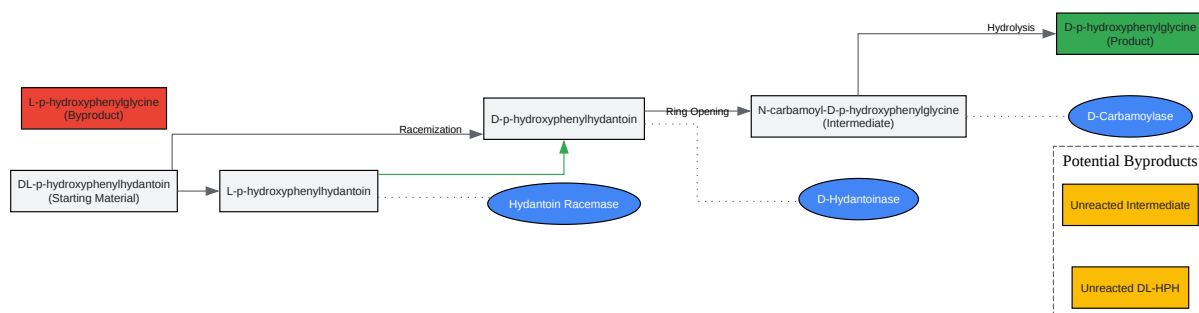 Hydrolysis
D-p-hydroxyphenylglycine
(Product)
L-p-hydroxyphenylglycine
(Byproduct)
Racemization
D-p-hydroxyphenylhydantoin
Ring Opening
N-carbamoyl-D-p-hydroxyphenylglycine
(Intermediate)
D-Carbamoylase
DL-p-hydroxyphenylhydantoin
(Starting Material)
L-p-hydroxyphenylhydantoin
Hydantoin Racemase
D-Hydantoinase
Potential Byproducts
Unreacted Intermediate
Unreacted DL-HPH